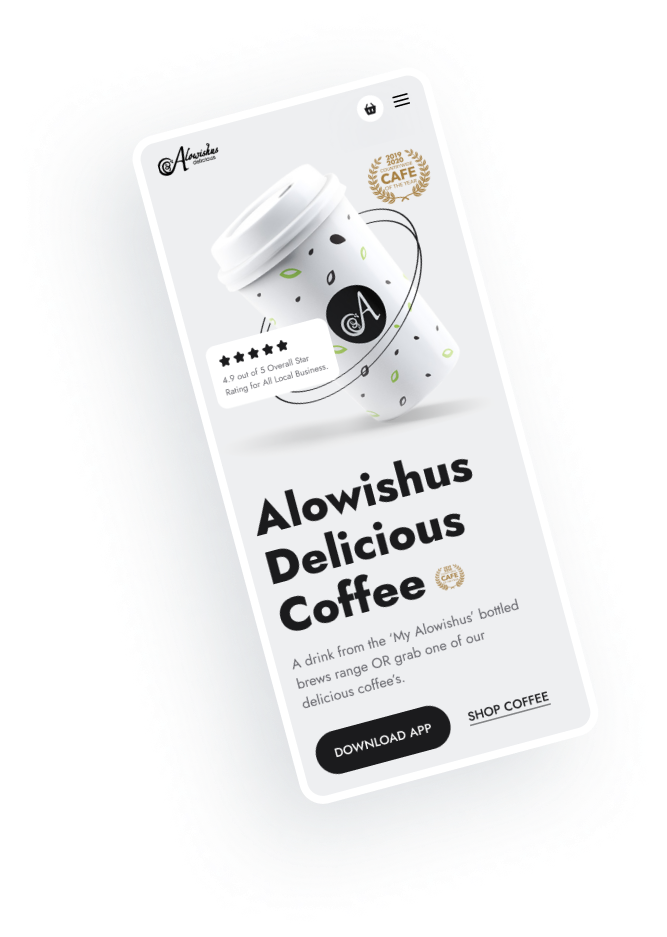 Alowishus
delicious
2019
2020
COUNTRYWIDE
CAFE
OF THE YEAR
A
4.9 out of 5 Overall Star
Rating for All Local Business.
Alowishus
Delicious
Coffee
CAFE
A drink from the ‘My Alowishus’ bottled
brews range OR grab one of our
delicious coffee’s.
DOWNLOAD APP
SHOP COFFEE